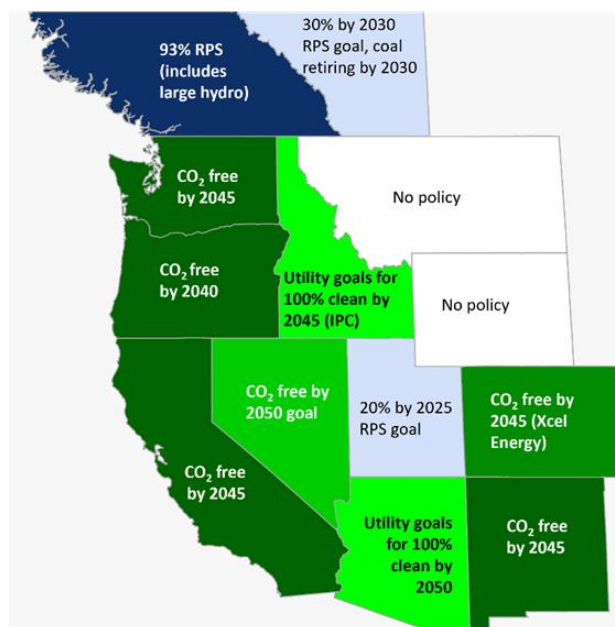 93% RPS
(includes
large hydro)
30% by 2030
RPS goal, coal
retiring by 2030
CO₂ free
by 2045
No policy
CO₂ free
by 2040
Utility goals for
100% clean by
2045 (IPC)
No policy
CO₂ free by
2050 goal
20% by 2025
RPS goal
CO₂ free by
2045 (Xcel
Energy)
CO₂ free
by 2045
Utility goals
for 100%
clean by
2050
CO₂ free
by 2045